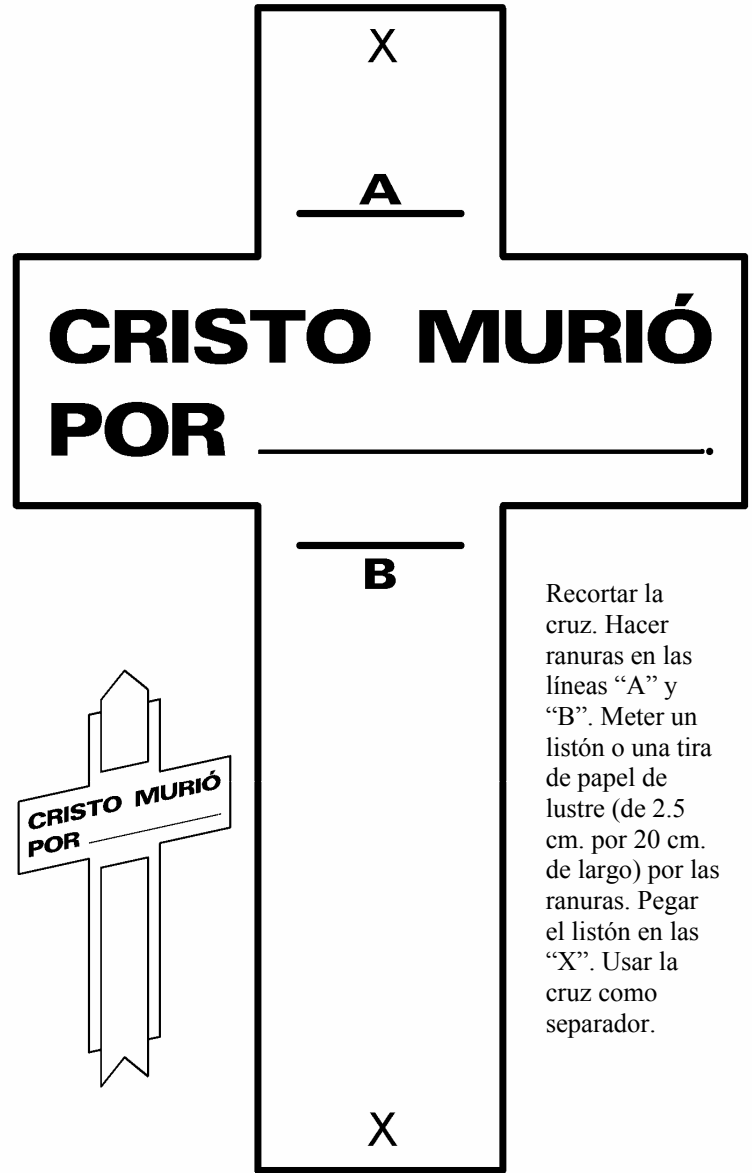 X
A
CRISTO MURIÓ
POR ____________________.
B
Recortar la
cruz. Hacer
ranuras en las
líneas “A” y
“B”. Meter un
listón o una tira
de papel de
lustre (de 2.5
cm. por 20 cm.
de largo) por las
ranuras. Pegar
el listón en las
“X”. Usar la
cruz como
separador.
CRISTO MURIÓ
POR ____________________
X